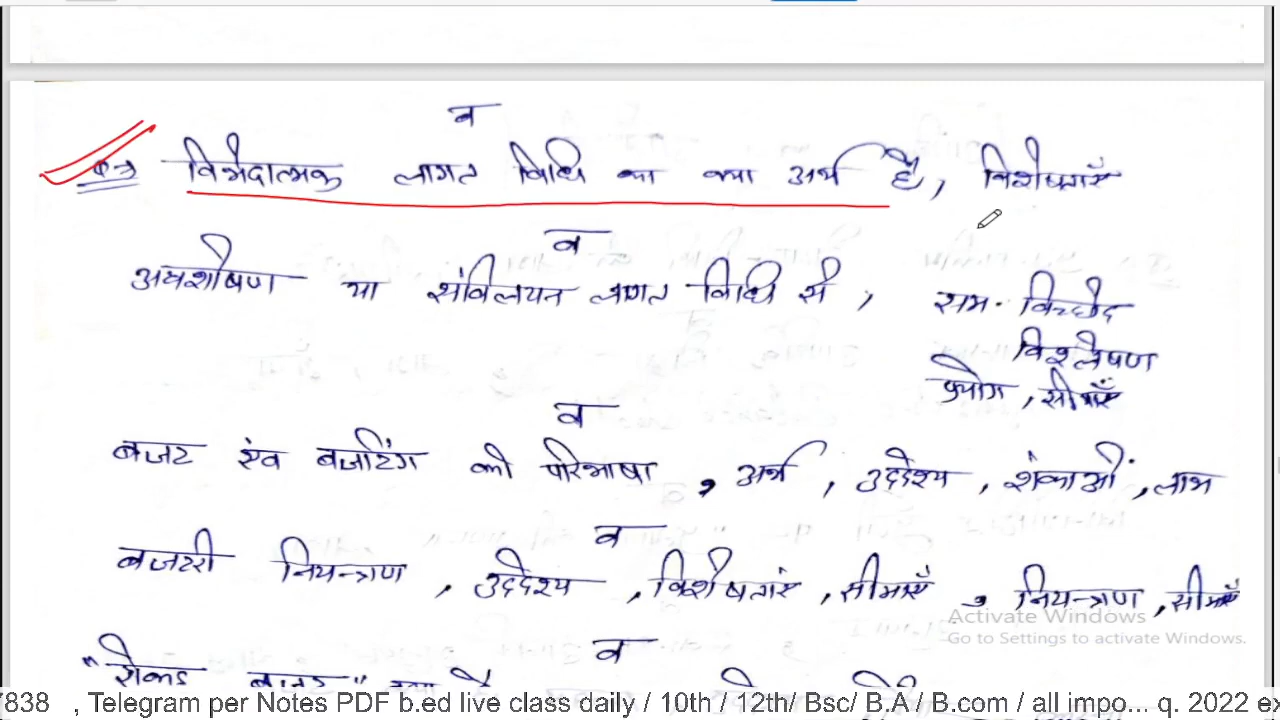 व
प्र→ विभेदात्मक लागत विधि का क्या अर्थ है, विशेषताएँ
व
अवशोषण या संविलयन लागत विधि से, सम-विच्छेद
विश्लेषण
प्रयोग, सीमाएँ
व
बजट एंव बजटिंग की परिभाषा, अर्थ, उद्देश्य, शंकाओं, लाभ
व
बजटरी नियन्त्रण, उद्देश्य, विशेषताएं, सीमाएँ, नियन्त्रण, सीमाएँ
Activate Windows
Go to Settings to activate Windows.
व
"रोकड बजट"
7838 , Telegram per Notes PDF b.ed live class daily / 10th / 12th/ Bsc/ B.A / B.com / all impo... q. 2022 ex